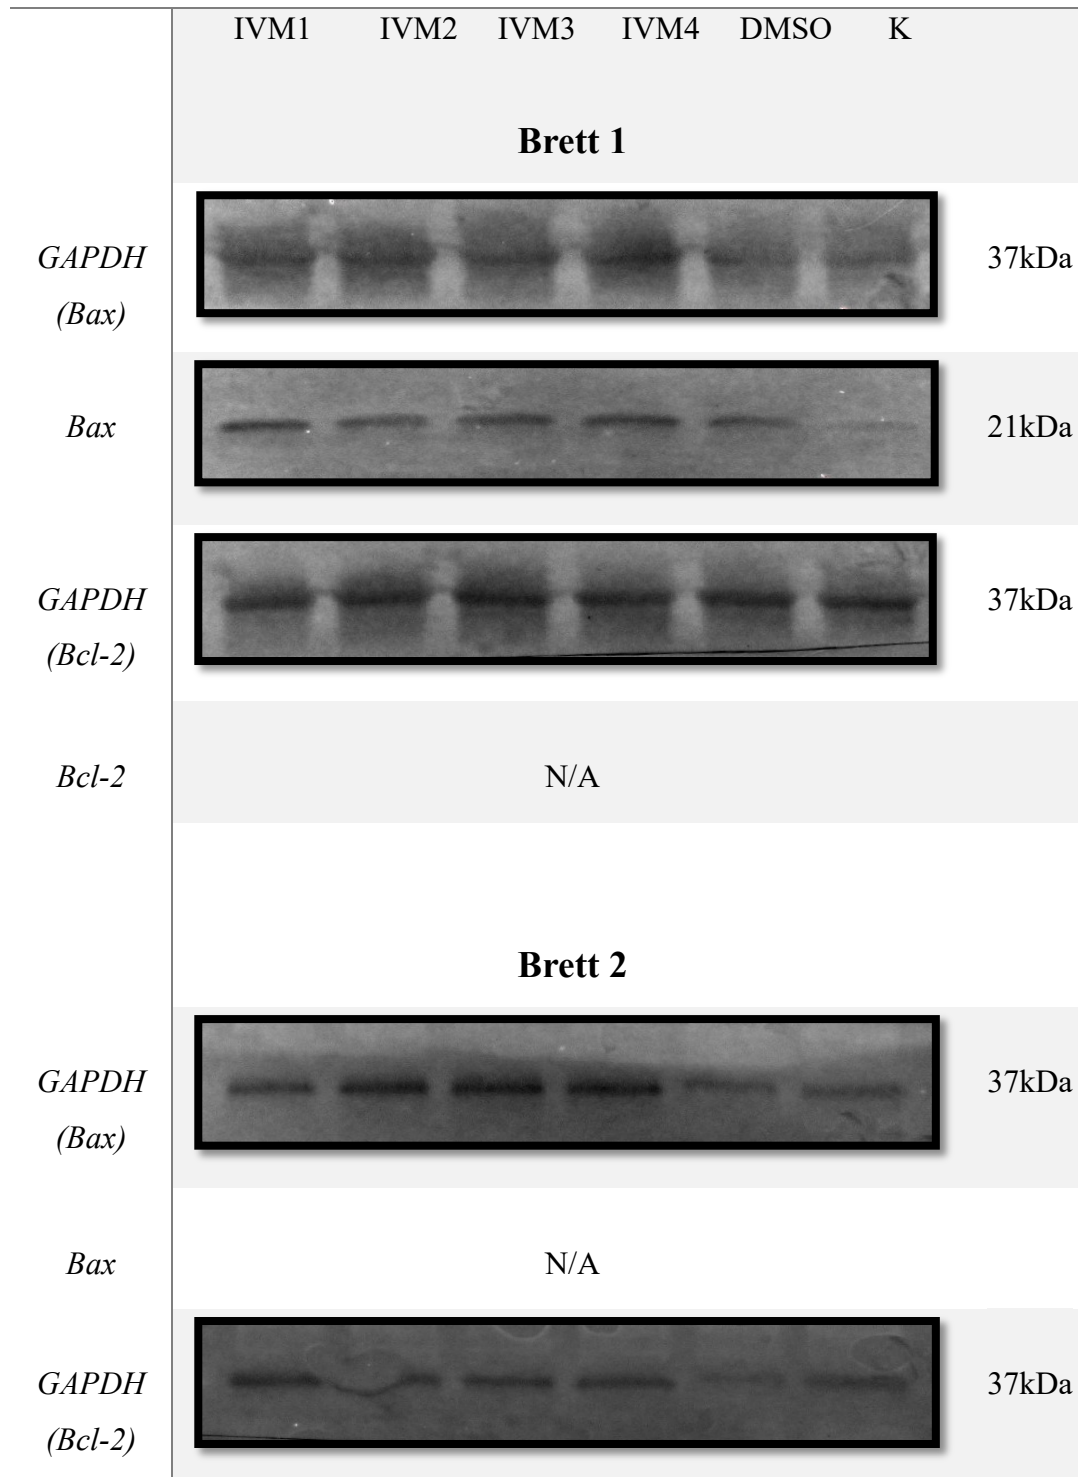 IVM1 IVM2 IVM3 IVM4 DMSO K
Brett 1
GAPDH 37kDa
(Bax)
Bax 21kDa
GAPDH 37kDa
(Bcl-2)
Bcl-2 N/A
Brett 2
GAPDH 37kDa
(Bax)
Bax N/A
GAPDH 37kDa
(Bcl-2)